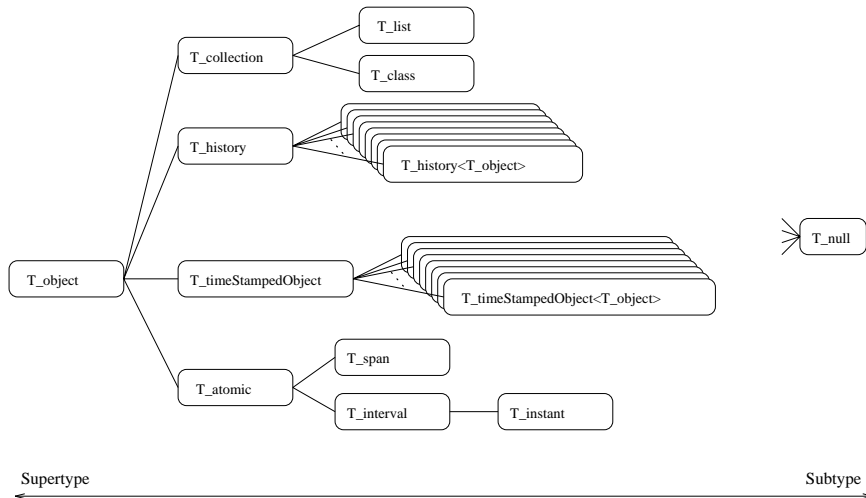 T_list
T_collection
T_class
T_history
T_history<T_object>
T_null
T_object
T_timeStampedObject
T_timeStampedObject<T_object>
T_span
T_atomic
T_interval
T_instant
Supertype
Subtype